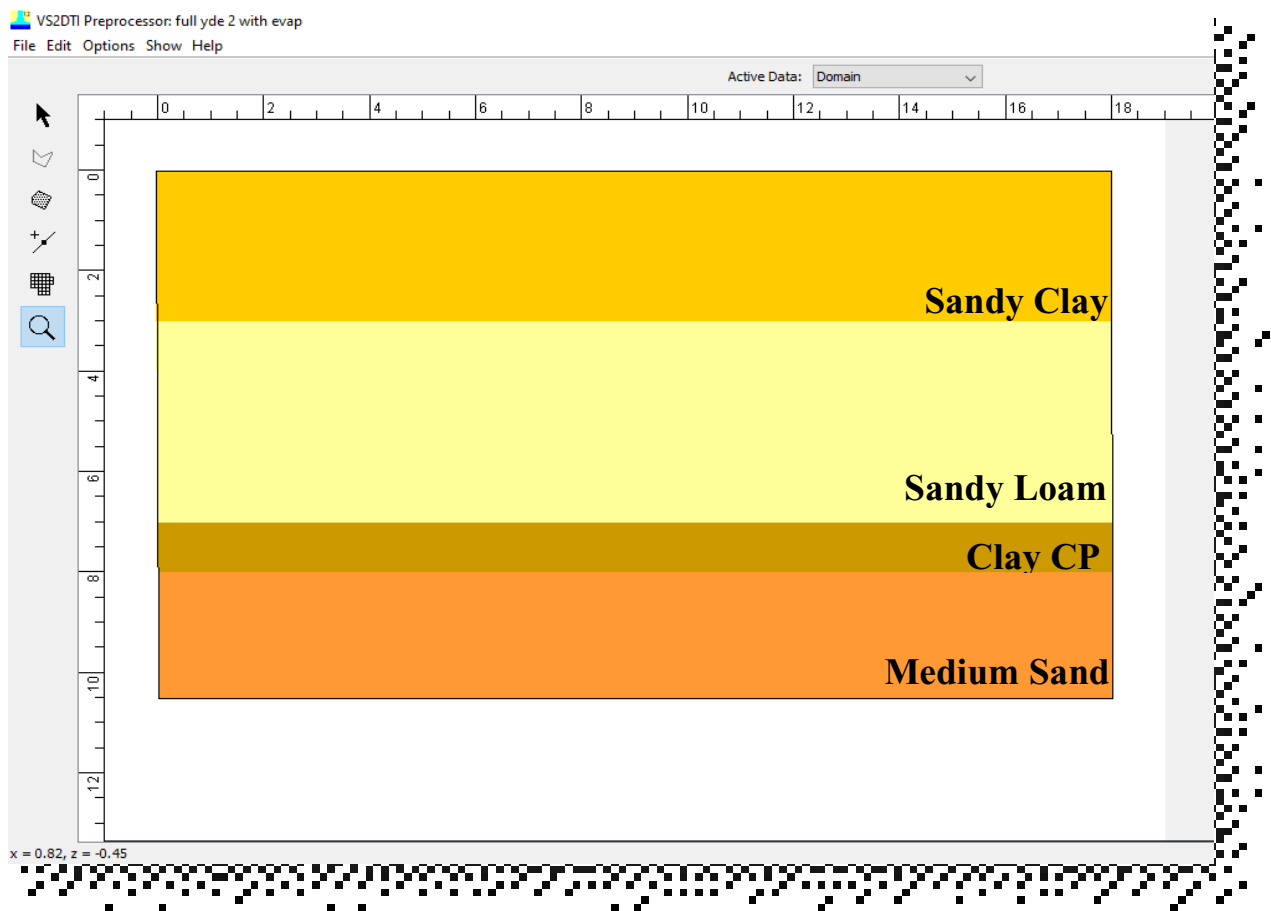 VS2DTI Preprocessor: full yde 2 with evap
File Edit Options Show Help
Active Data: Domain
0 2 4 6 8 10 12 14 16 18
0
2
Sandy Clay
4
6
Sandy Loam
Clay CP
8
Medium Sand
10
12
x = 0.82, z = -0.45